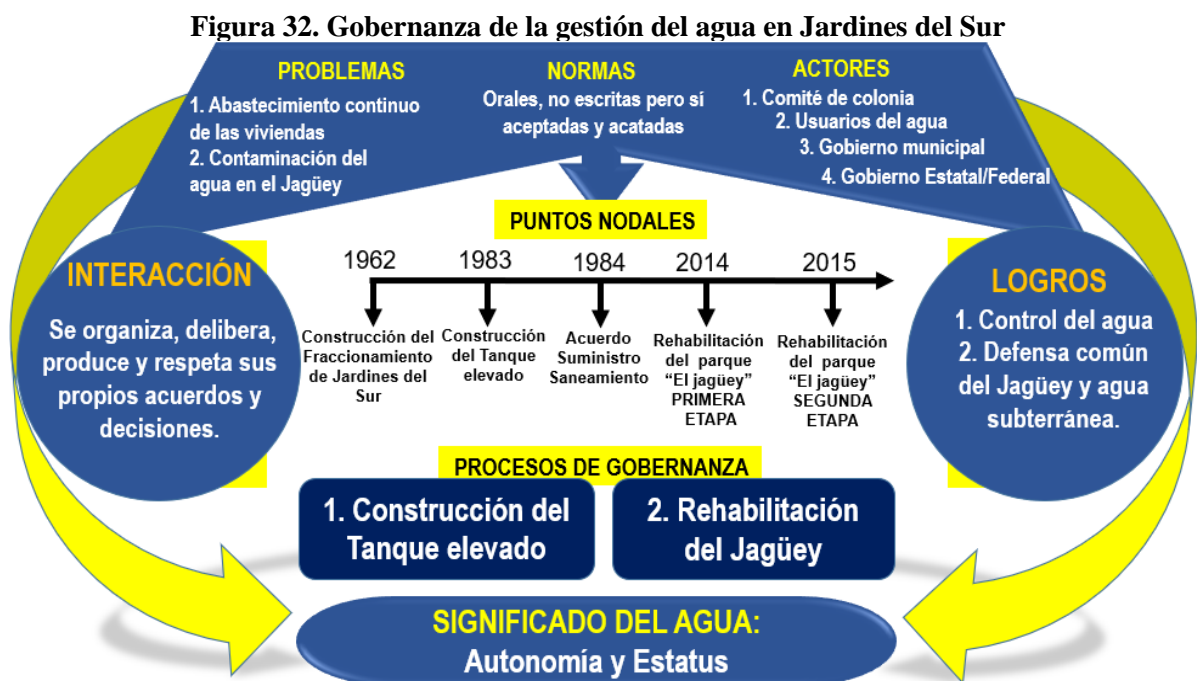 Figura 32. Gobernanza de la gestión del agua en Jardines del Sur
PROBLEMAS
1. Abastecimiento continuo
de las viviendas
2. Contaminación del
agua en el Jagüey
NORMAS
Orales, no escritas pero sí
aceptadas y acatadas
ACTORES
1. Comité de colonia
2. Usuarios del agua
3. Gobierno municipal
4. Gobierno Estatal/Federal
INTERACCIÓN
Se organiza, delibera,
produce y respeta sus
propios acuerdos y
decisiones.
PUNTOS NODALES
1962
1983
1984
2014
2015
Construcción del
Fraccionamiento
de Jardines del
Sur
Construcción
del Tanque
elevado
Acuerdo
Suministro
Saneamiento
Rehabilitación
del parque
“El jagüey”
PRIMERA
ETAPA
Rehabilitación
del parque
“El jagüey”
SEGUNDA
ETAPA
LOGROS
1. Control del agua
2. Defensa común
del Jagüey y agua
subterránea.
PROCESOS DE GOBERNANZA
1. Construcción del
Tanque elevado
2. Rehabilitación
del Jagüey
SIGNIFICADO DEL AGUA:
Autonomía y Estatus